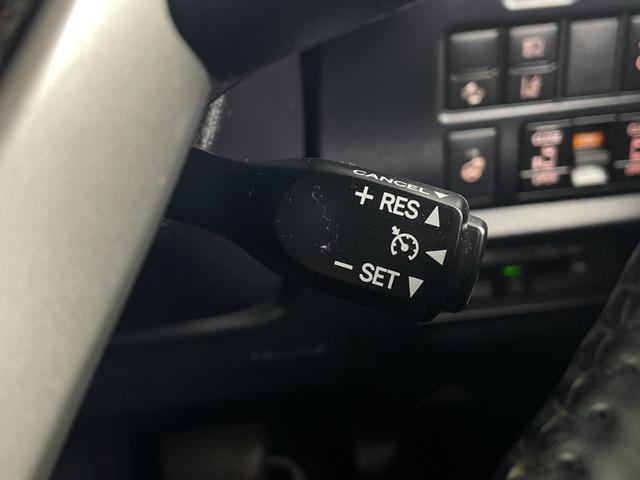 CANCEL▼
+ RES ▲
◀
− SET ▼